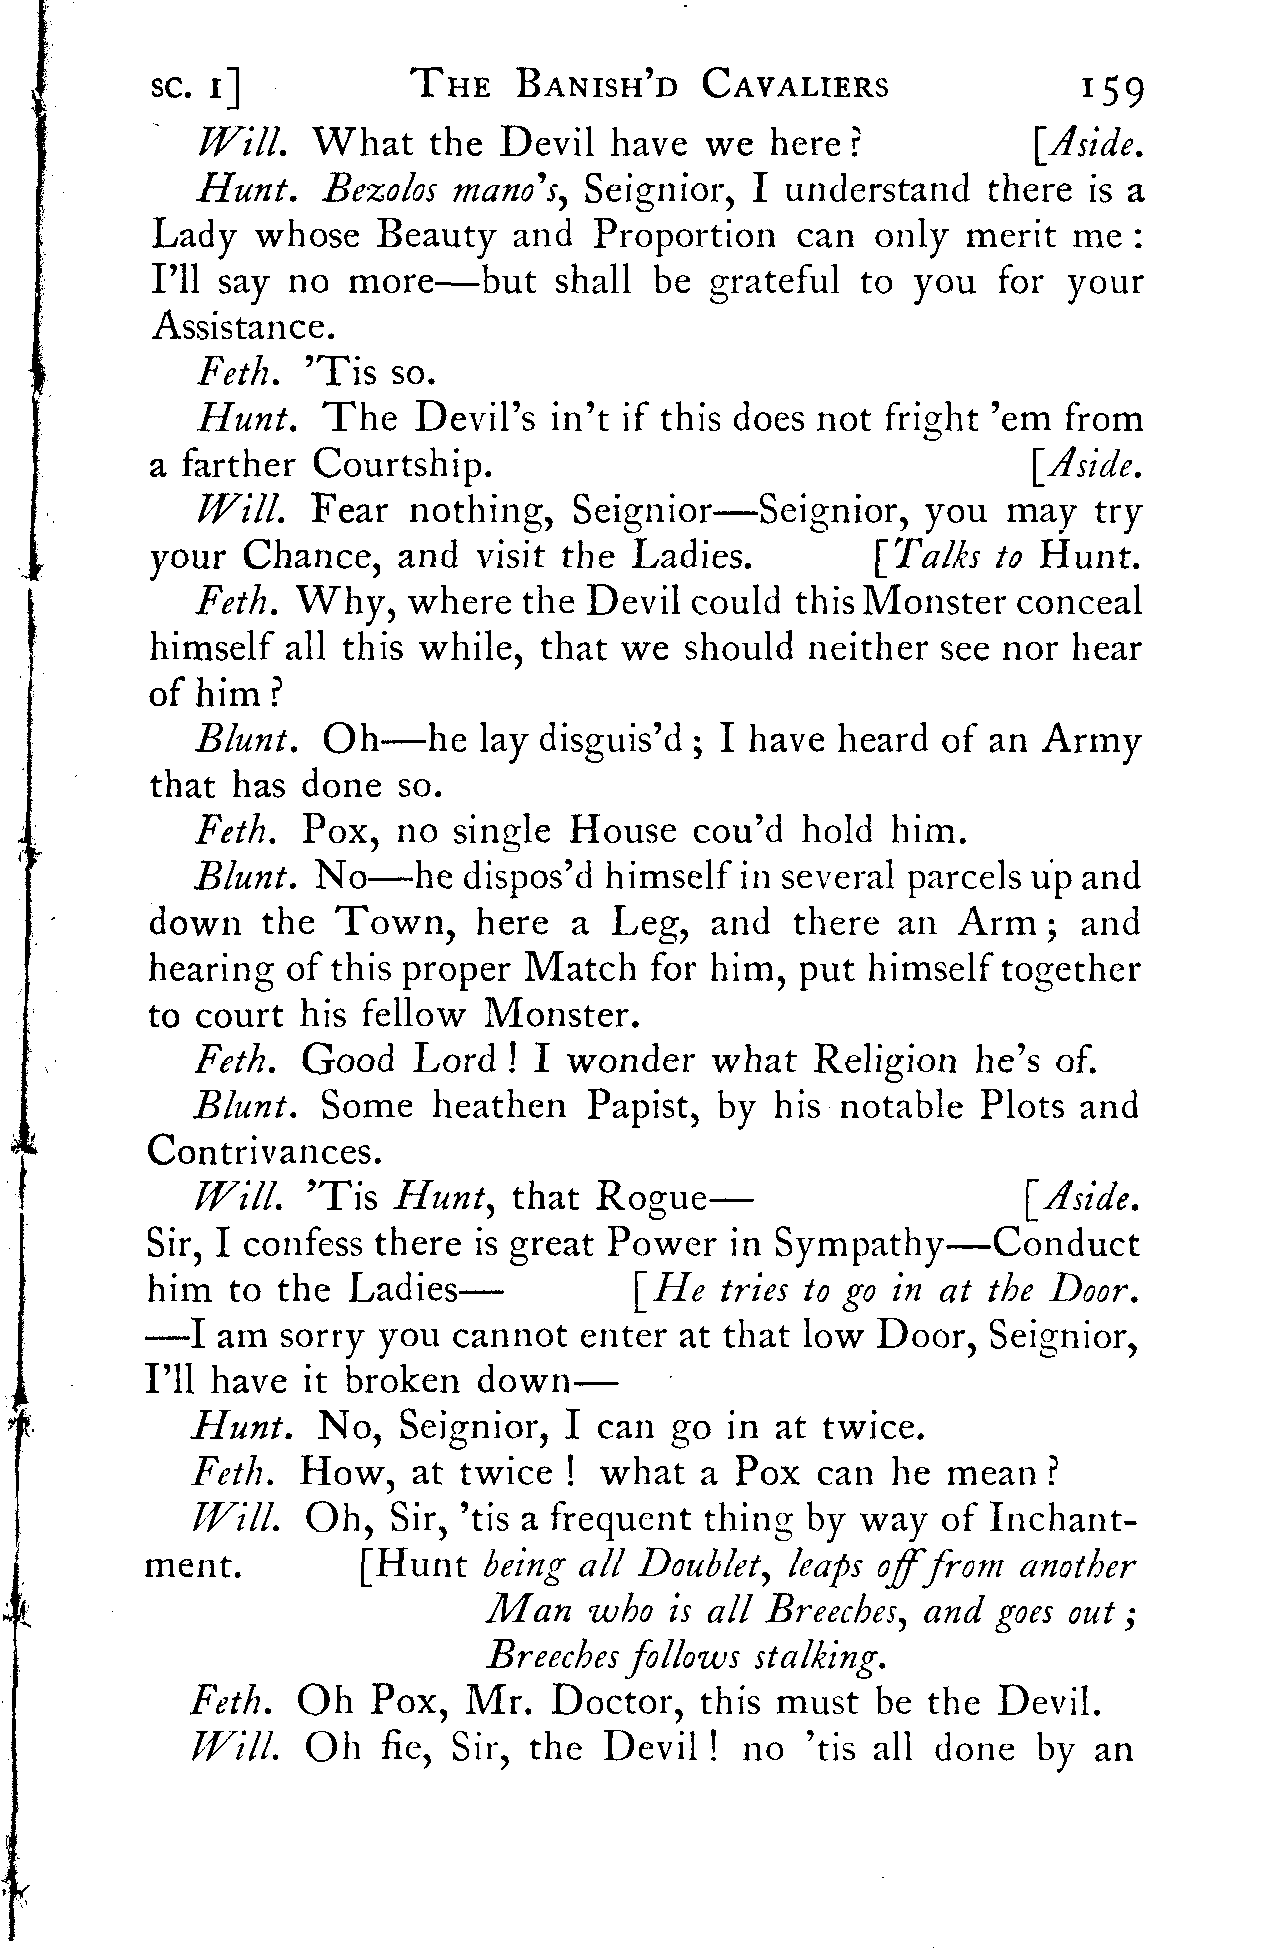 sc. I] THE BANISH'D CAVALIERS 159
Will. What the Devil have we here? [Aside.
Hunt. Bezolos mano's, Seignior, I understand there is a
Lady whose Beauty and Proportion can only merit me :
I'll say no more—but shall be grateful to you for your
Assistance.
Feth. 'Tis so.
Hunt. The Devil's in't if this does not fright 'em from
a farther Courtship. [Aside.
Will. Fear nothing, Seignior—Seignior, you may try
your Chance, and visit the Ladies. [Talks to Hunt.
Feth. Why, where the Devil could this Monster conceal
himself all this while, that we should neither see nor hear
of him?
Blunt. Oh—he lay disguis'd ; I have heard of an Army
that has done so.
Feth. Pox, no single House cou'd hold him.
Blunt. No—he dispos'd himself in several parcels up and
down the Town, here a Leg, and there an Arm ; and
hearing of this proper Match for him, put himself together
to court his fellow Monster.
Feth. Good Lord ! I wonder what Religion he's of.
Blunt. Some heathen Papist, by his notable Plots and
Contrivances.
Will. 'Tis Hunt, that Rogue— [Aside.
Sir, I confess there is great Power in Sympathy—Conduct
him to the Ladies— [He tries to go in at the Door.
—I am sorry you cannot enter at that low Door, Seignior,
I'll have it broken down—
Hunt. No, Seignior, I can go in at twice.
Feth. How, at twice ! what a Pox can he mean ?
Will. Oh, Sir, 'tis a frequent thing by way of Inchant-
ment. [Hunt being all Doublet, leaps off from another
Man who is all Breeches, and goes out ;
Breeches follows stalking.
Feth. Oh Pox, Mr. Doctor, this must be the Devil.
Will. Oh fie, Sir, the Devil ! no 'tis all done by an